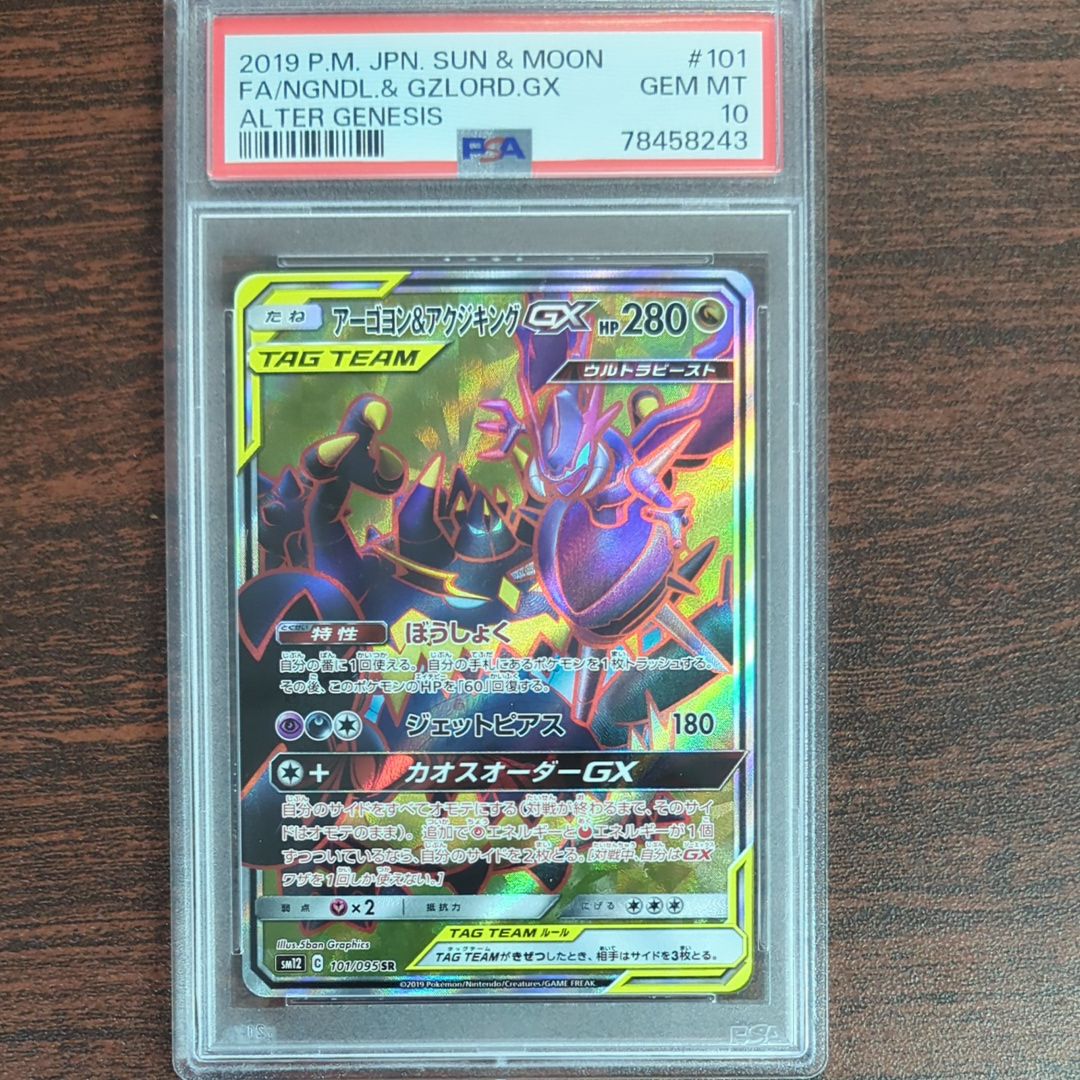 2019 P.M. JPN. SUN & MOON #101
FA/NGNDL.& GZLORD.GX GEM MT
ALTER GENESIS 10
PSA 78458243
たね アーゴヨン&アクジキング GX HP 280
TAG TEAM
ウルトラビースト
特性 ぼうしょく
自分の番に1回使える。自分の手札にあるポケモンを1枚トラッシュする。
その後、このポケモンのHPを「60」回復する。
ジェットピアス 180
+ カオスオーダーGX
自分のサイドをすべてオモテにする(対戦が終わるまで、そのサイ
ドはオモテのまま)。追加で エネルギーと エネルギーが1個
ずつついているなら、自分のサイドを2枚とる。[対戦中、自分はGX
ワザを1回しか使えない。]
弱点 ×2 抵抗力 にげる
Illus.5ban Graphics
TAG TEAM ルール
TAG TEAMがきぜつしたとき、相手はサイドを3枚とる。
SM12 C 101/095 SR
©2019 Pokémon/Nintendo/Creatures/GAME FREAK.
PSA